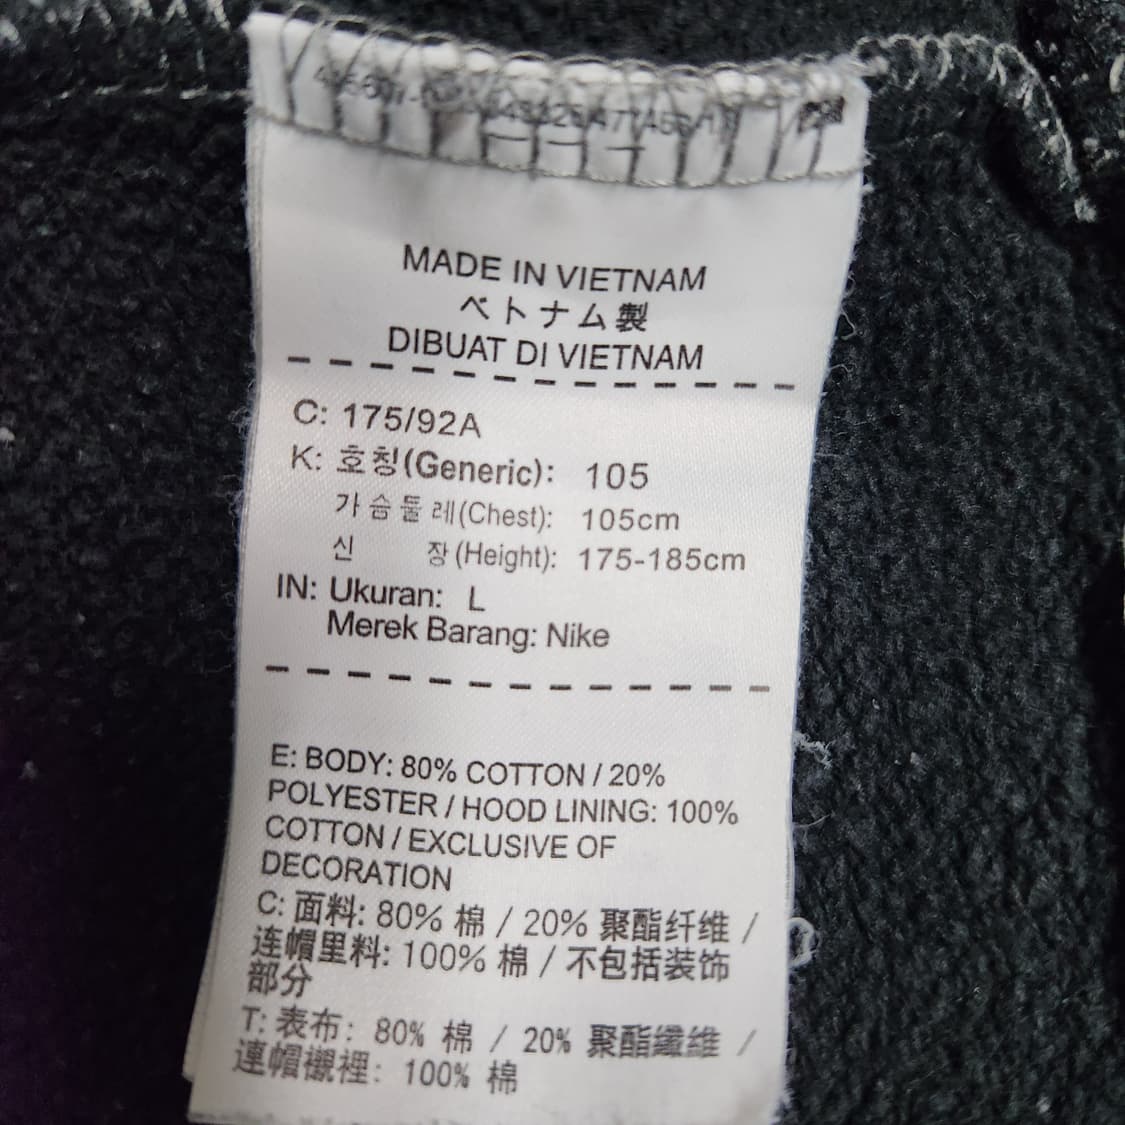 MADE IN VIETNAM
ベトナム製
DIBUAT DI VIETNAM
C: 175/92A
K: 호칭(Generic): 105
가슴둘레(Chest): 105cm
신 장(Height): 175-185cm
IN: Ukuran: L
Merek Barang: Nike
E: BODY: 80% COTTON / 20%
POLYESTER / HOOD LINING: 100%
COTTON / EXCLUSIVE OF
DECORATION
C: 面料: 80% 棉 / 20% 聚酯纤维 /
连帽里料: 100% 棉 / 不包括装饰
部分
T: 表布: 80% 棉 / 20% 聚酯纖維 /
連帽襯裡: 100% 棉